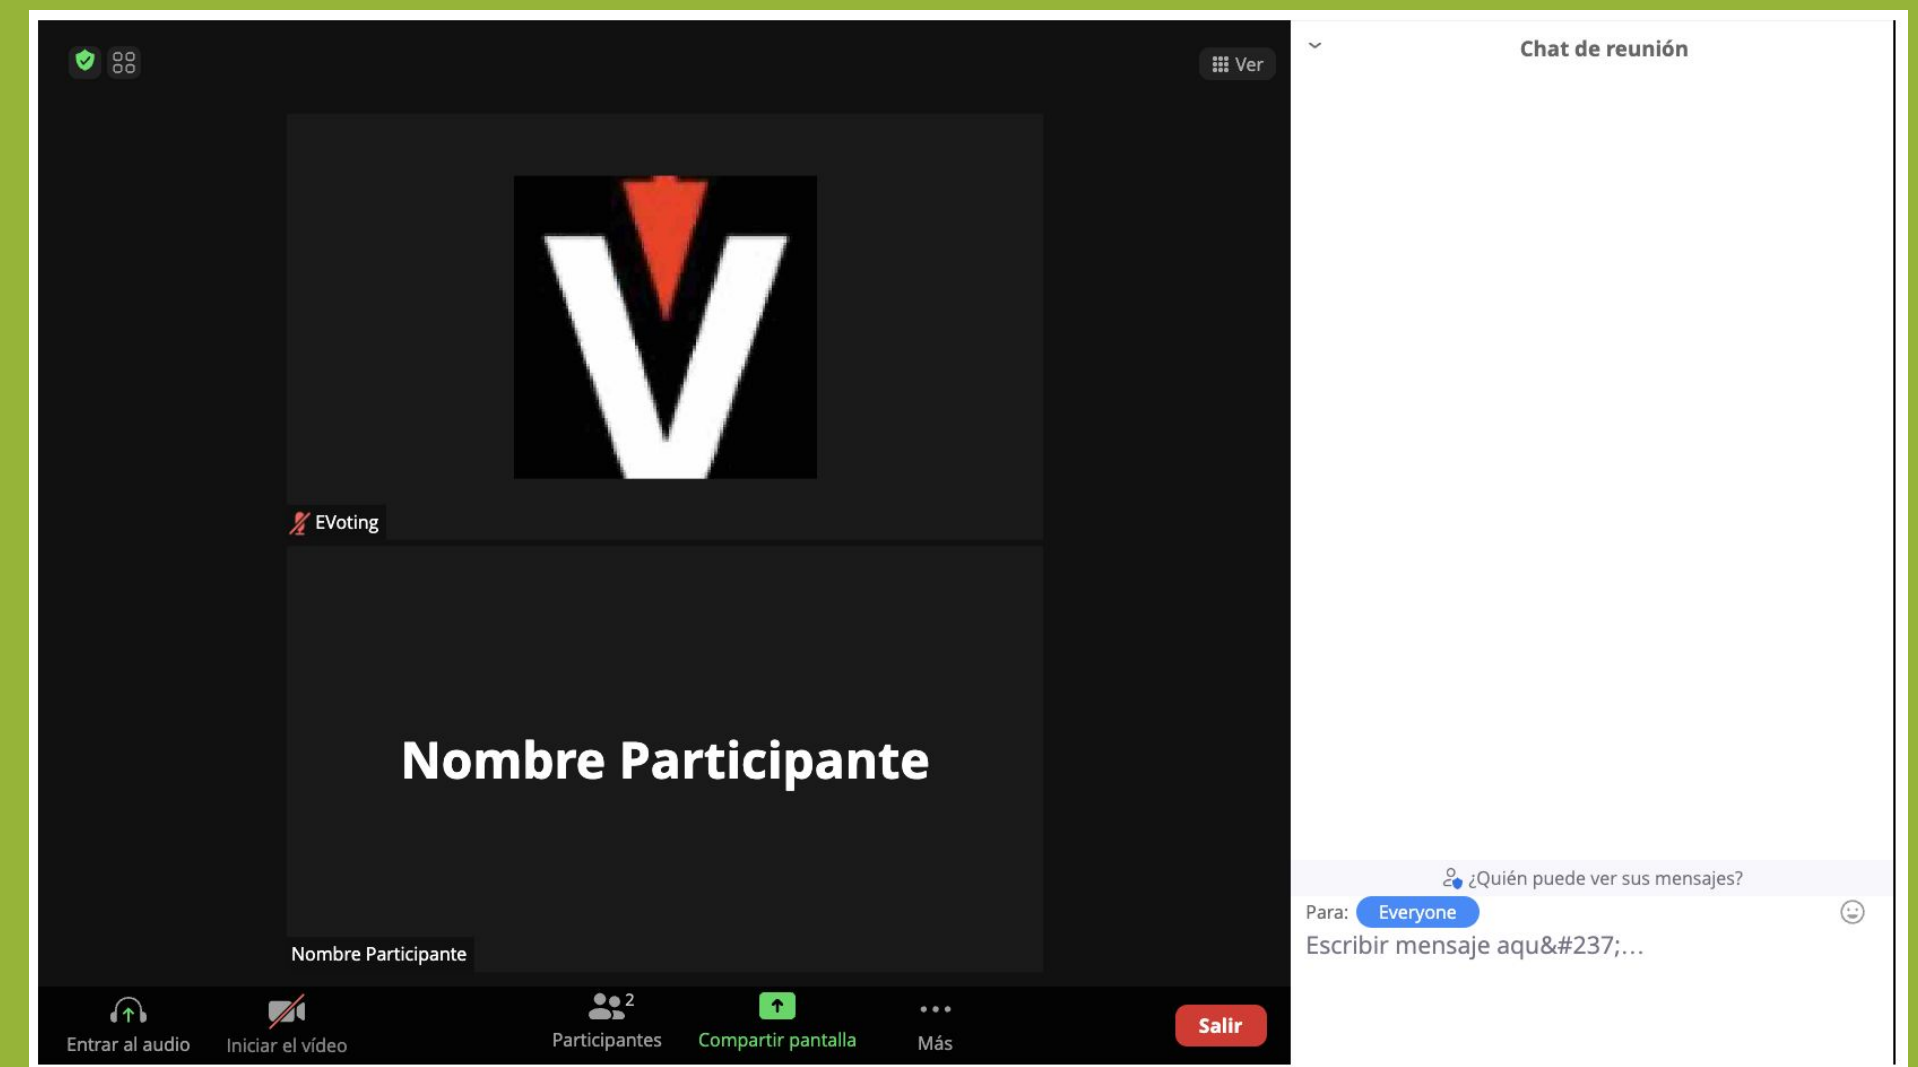 Ver
Chat de reunión
V
EVoting
Nombre Participante
Nombre Participante
¿Quién puede ver sus mensajes?
Para: Everyone
Escribir mensaje aqu&#237;...
Entrar al audio
Iniciar el vídeo
2
Participantes
Compartir pantalla
Más
Salir